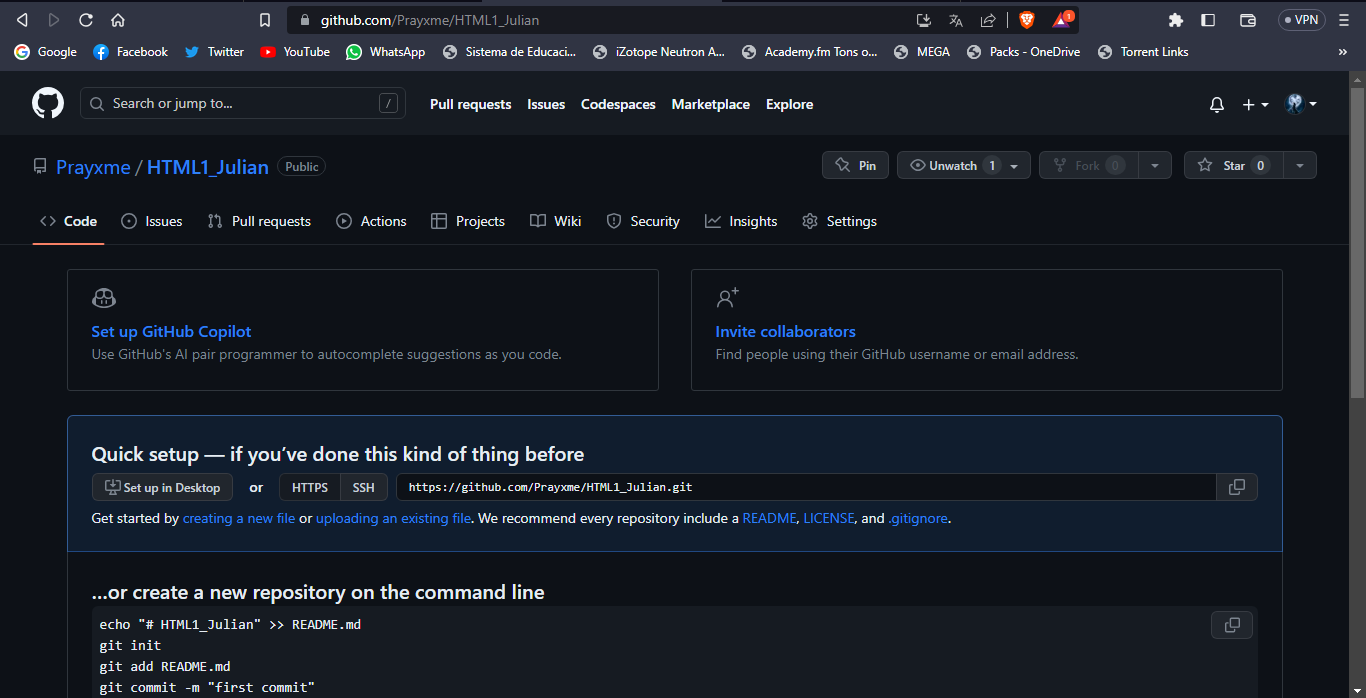 github.com/Prayxme/HTML1_Julian
1
VPN
Google Facebook Twitter YouTube WhatsApp Sistema de Educaci... iZotope Neutron A... Academy.fm Tons o... MEGA Packs - OneDrive Torrent Links »
Search or jump to... / Pull requests Issues Codespaces Marketplace Explore
Prayxme / HTML1_Julian Public Pin Unwatch 1 Fork 0 Star 0
Code Issues Pull requests Actions Projects Wiki Security Insights Settings
Set up GitHub Copilot
Use GitHub's AI pair programmer to autocomplete suggestions as you code.
Invite collaborators
Find people using their GitHub username or email address.
Quick setup — if you’ve done this kind of thing before
Set up in Desktop or HTTPS SSH https://github.com/Prayxme/HTML1_Julian.git
Get started by creating a new file or uploading an existing file. We recommend every repository include a README, LICENSE, and .gitignore.
…or create a new repository on the command line
echo "# HTML1_Julian" >> README.md
git init
git add README.md
git commit -m "first commit"